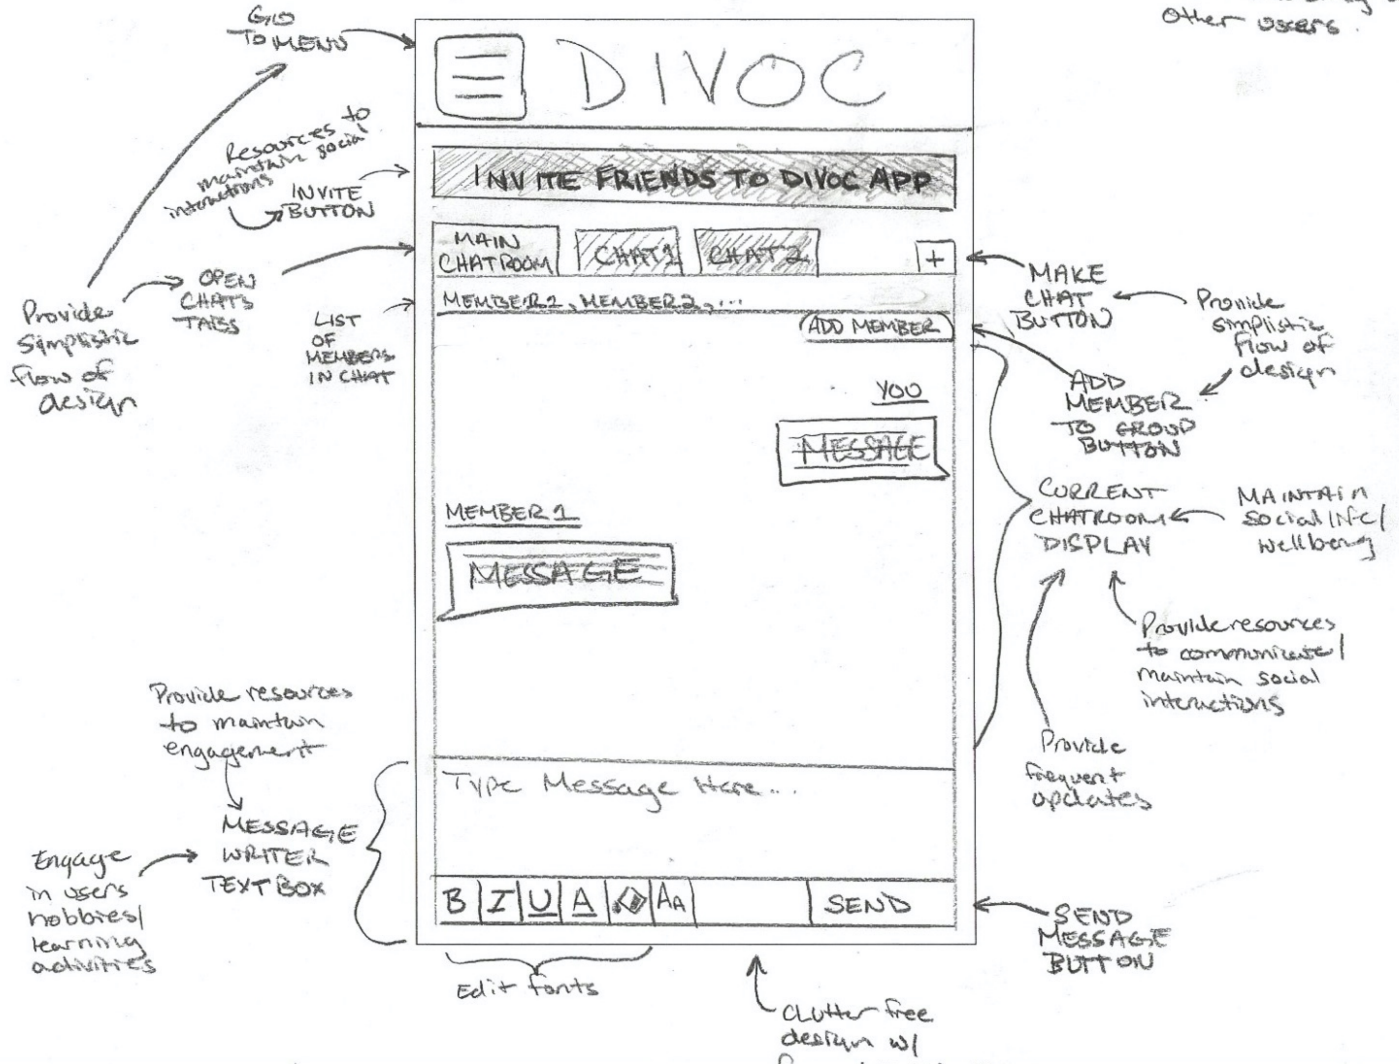 Other users.
GO
TO MENU
DIVOC
Resources to
maintain social
interactions
INVITE
BUTTON
INVITE FRIENDS TO DIVOC APP
MAIN
CHATROOM
CHAT 1
CHAT 2
+
OPEN
CHATS
TABS
Provide
simplistic
flow of
design
LIST
OF
MEMBERS
IN CHAT
MEMBER1, MEMBER2, ...
ADD MEMBER
MAKE
CHAT
BUTTON
Provide
simplistic
flow of
design
ADD
MEMBER
TO GROUP
BUTTON
YOU
MESSAGE
MEMBER 1
MESSAGE
CURRENT
CHATROOM
DISPLAY
MAINTAIN
social
wellbeing
Provide resources
to communicate/
maintain social
interactions
Provide
frequent
updates
Provide resources
to maintain
engagement
MESSAGE
WRITER
TEXT BOX
Engage
in users
hobbies/
learning
activities
Type Message Here...
B I U A AA
SEND
Edit fonts
SEND
MESSAGE
BUTTON
Clutter free
design w/